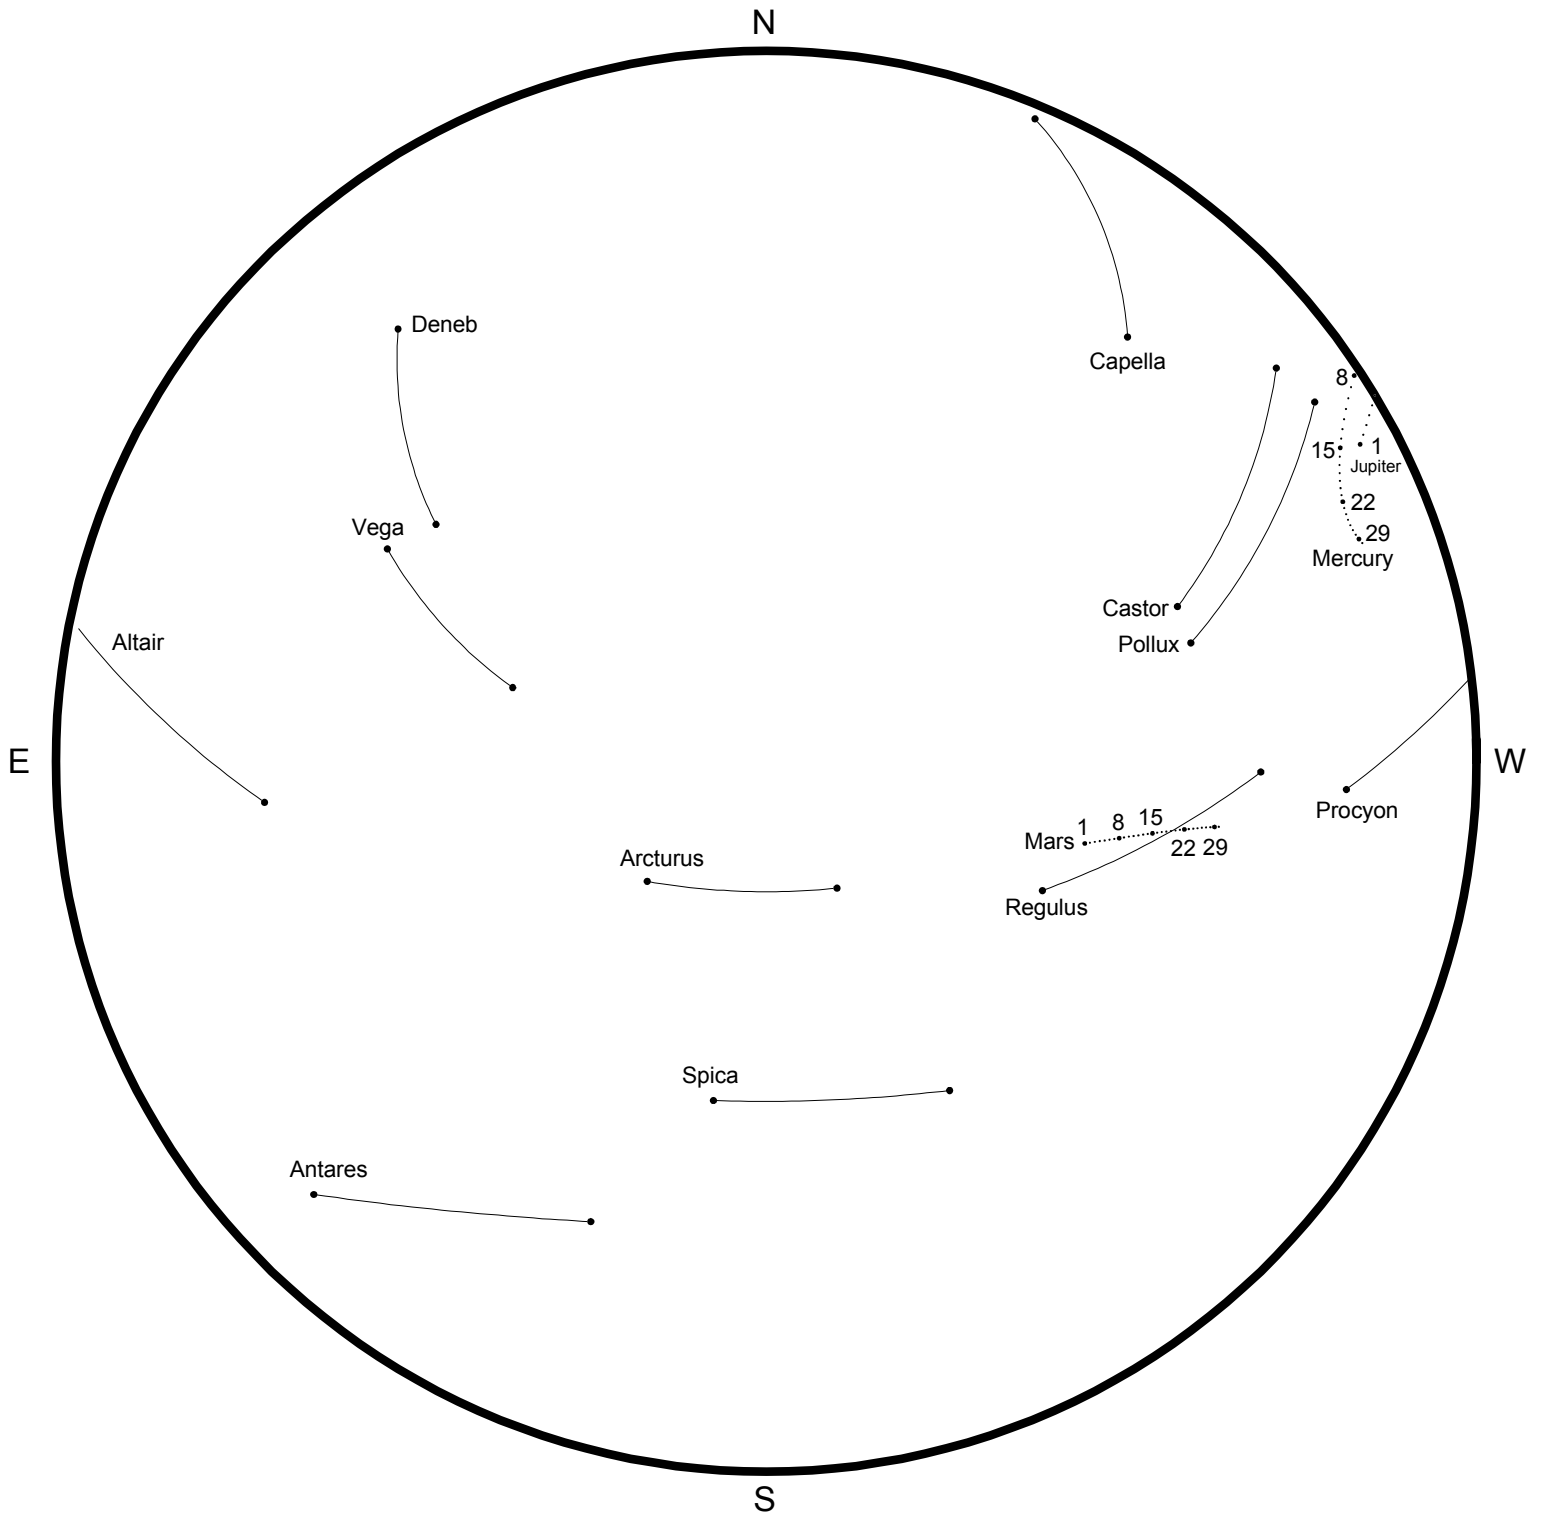 N
Deneb
Capella
8
15
1
Jupiter
22
29
Mercury
Vega
Castor
Pollux
Altair
E
W
Procyon
Arcturus
Mars
1
8
15
22
29
Regulus
Spica
Antares
S